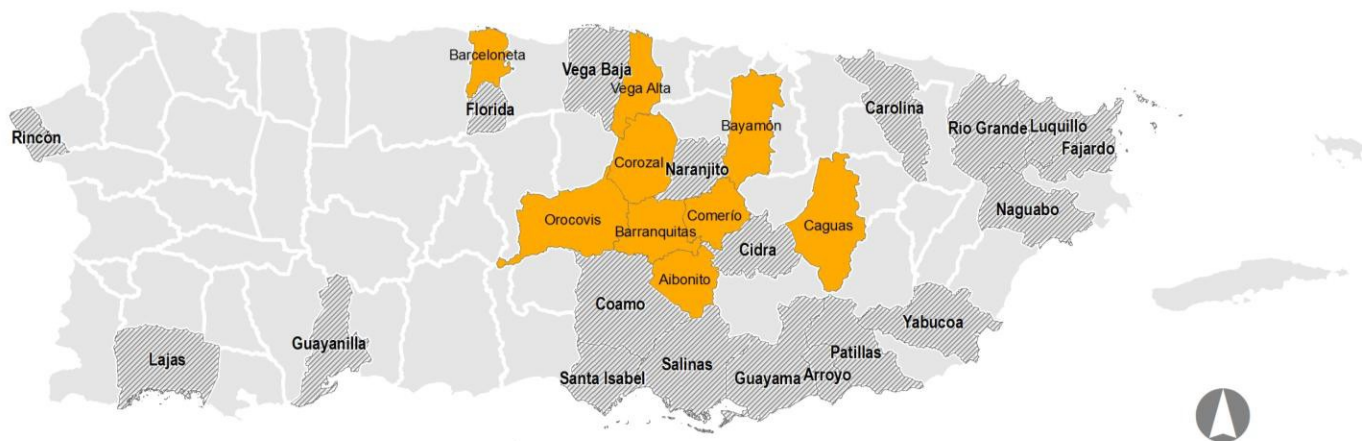 Barceloneta
Vega Baja
Vega Alta
Florida
Carolina
Rincón
Bayamón
Rio Grande
Luquillo
Fajardo
Corozal
Naranjito
Naguabo
Orocovis
Comerío
Barranquitas
Caguas
Cidra
Aibonito
Coamo
Yabucoa
Guayanilla
Lajas
Salinas
Patillas
Santa Isabel
Guayama
Arroyo